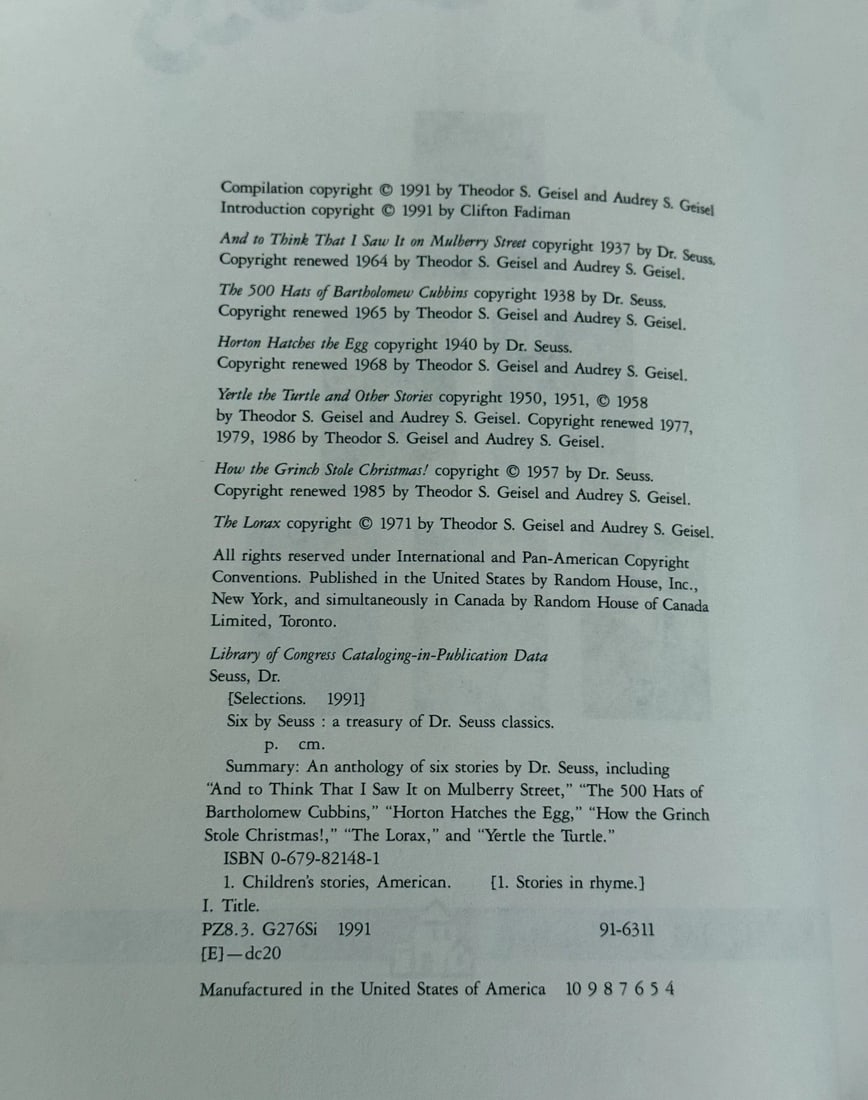 Compilation copyright © 1991 by Theodor S. Geisel and Audrey S. Geisel
Introduction copyright © 1991 by Clifton Fadiman
And to Think That I Saw It on Mulberry Street copyright 1937 by Dr. Seuss.
Copyright renewed 1964 by Theodor S. Geisel and Audrey S. Geisel.
The 500 Hats of Bartholomew Cubbins copyright 1938 by Dr. Seuss.
Copyright renewed 1965 by Theodor S. Geisel and Audrey S. Geisel.
Horton Hatches the Egg copyright 1940 by Dr. Seuss.
Copyright renewed 1968 by Theodor S. Geisel and Audrey S. Geisel.
Yertle the Turtle and Other Stories copyright 1950, 1951, © 1958
by Theodor S. Geisel and Audrey S. Geisel. Copyright renewed 1977,
1979, 1986 by Theodor S. Geisel and Audrey S. Geisel.
How the Grinch Stole Christmas! copyright © 1957 by Dr. Seuss.
Copyright renewed 1985 by Theodor S. Geisel and Audrey S. Geisel.
The Lorax copyright © 1971 by Theodor S. Geisel and Audrey S. Geisel.
All rights reserved under International and Pan-American Copyright
Conventions. Published in the United States by Random House, Inc.,
New York, and simultaneously in Canada by Random House of Canada
Limited, Toronto.
Library of Congress Cataloging-in-Publication Data
Seuss, Dr.
[Selections. 1991]
Six by Seuss : a treasury of Dr. Seuss classics.
p. cm.
Summary: An anthology of six stories by Dr. Seuss, including
"And to Think That I Saw It on Mulberry Street," "The 500 Hats of
Bartholomew Cubbins," "Horton Hatches the Egg," "How the Grinch
Stole Christmas!," "The Lorax," and "Yertle the Turtle."
ISBN 0-679-82148-1
1. Children's stories, American. [1. Stories in rhyme.]
I. Title.
PZ8.3. G276Si 1991 91-6311
[E]—dc20
Manufactured in the United States of America 10 9 8 7 6 5 4